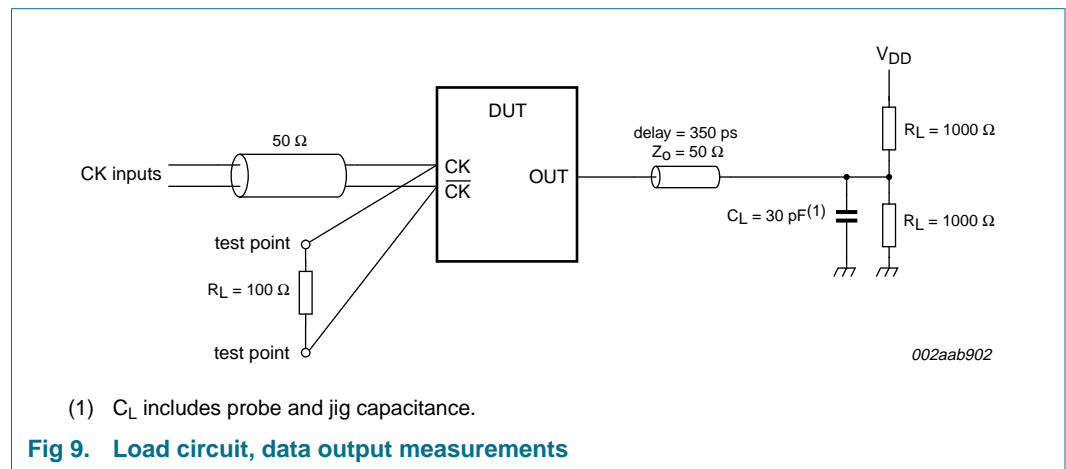 VDD
DUT
RL = 1000 Ω
50 Ω
delay = 350 ps
Zo = 50 Ω
CK inputs
CK
C̅K̅
OUT
CL = 30 pF(1)
RL = 1000 Ω
test point
RL = 100 Ω
test point
002aab902
(1) CL includes probe and jig capacitance.
Fig 9. Load circuit, data output measurements